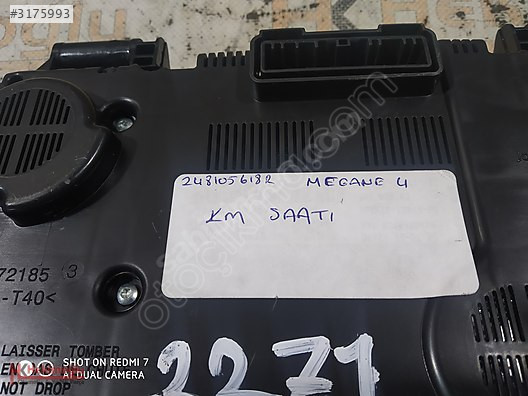 #3175993
248105618R MEGANE 4
KM SAATİ
72185 3
-T40<
LAISSER TOMBER
NOT DROP
2271
SHOT ON REDMI 7
AI DUAL CAMERA